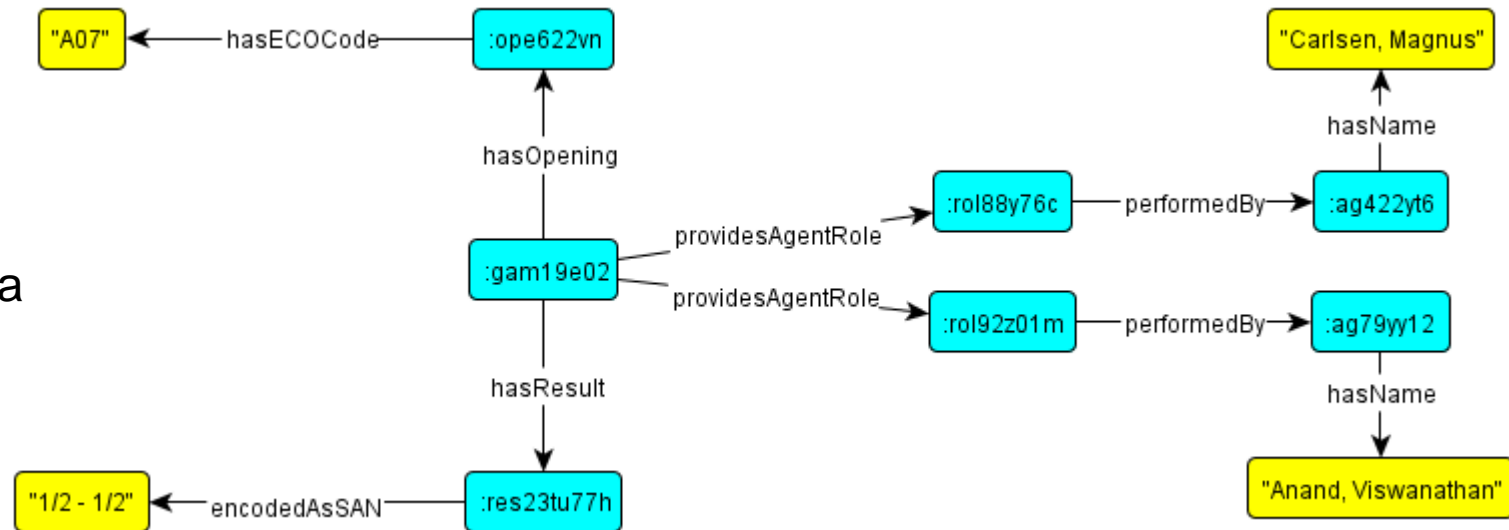 "A07"
hasECOCode
:ope622vn
"Carlsen, Magnus"
hasOpening
hasName
:rol88y76c
performedBy
:ag422yt6
providesAgentRole
a
:gam19e02
providesAgentRole
:rol92z01m
performedBy
:ag79yy12
hasResult
hasName
"1/2 - 1/2"
encodedAsSAN
:res23tu77h
"Anand, Viswanathan"